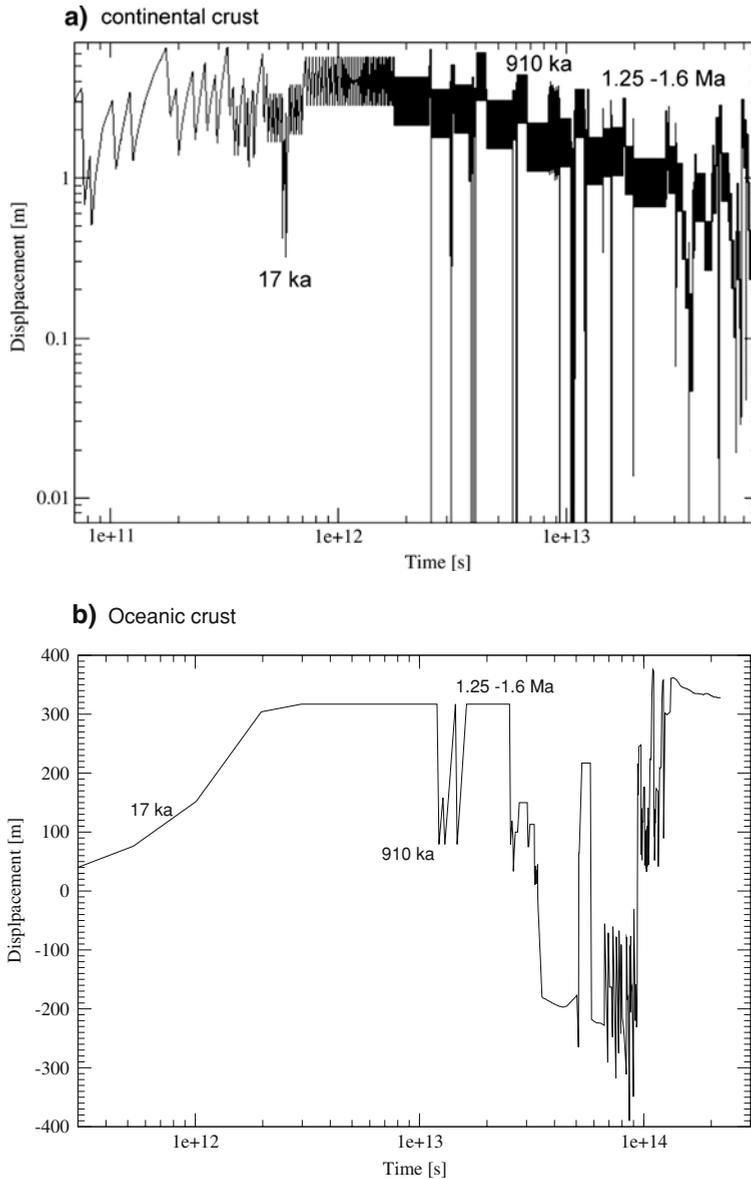 a) continental crust
910 ka
1.25 -1.6 Ma
1
17 ka
Displpacement [m]
0.1
0.01
1e+11 1e+12 1e+13
Time [s]
b) Oceanic crust
400
1.25 -1.6 Ma
300
200
17 ka
100
910 ka
0
Displpacement [m]
-100
-200
-300
-400
1e+12 1e+13 1e+14
Time [s]